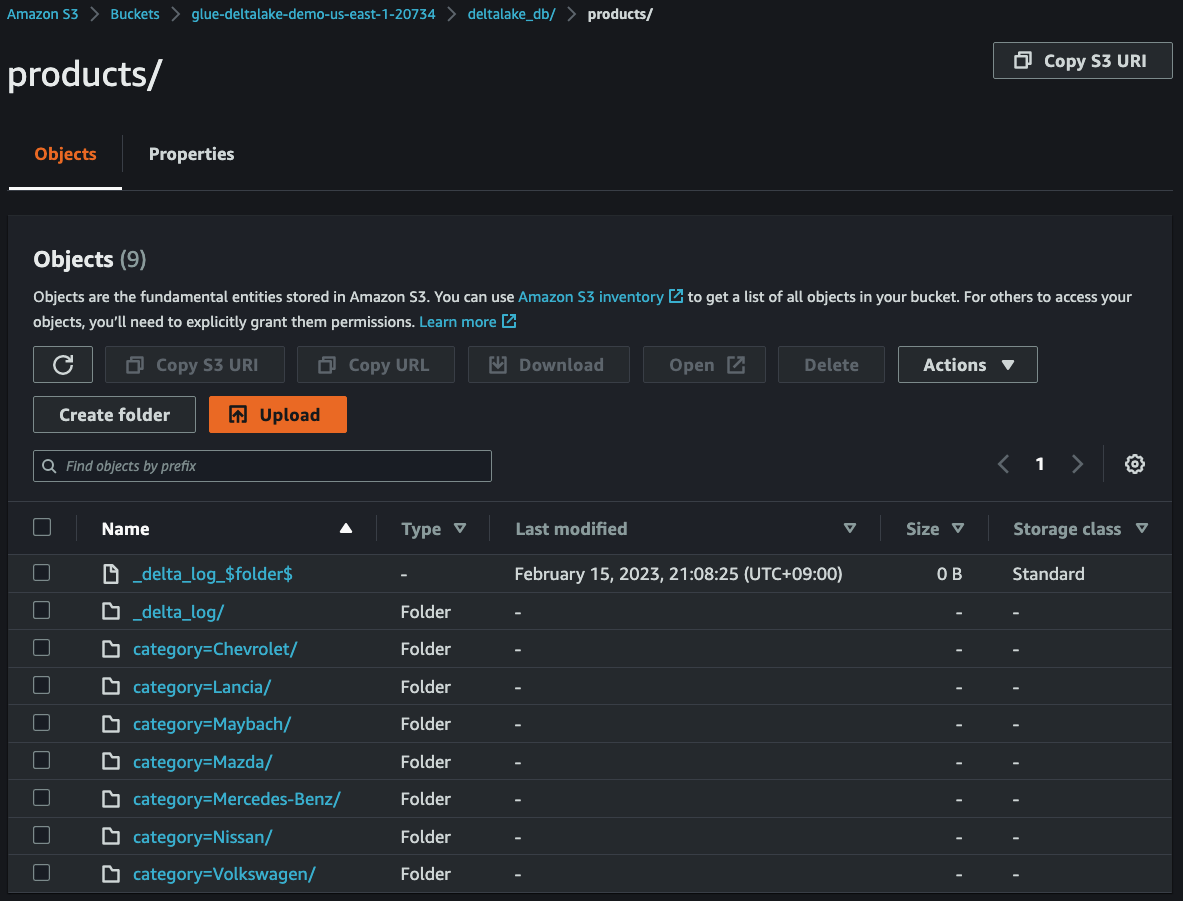 Amazon S3 > Buckets > glue-deltalake-demo-us-east-1-20734 > deltalake_db/ > products/
products/
Copy S3 URI
Objects Properties
Objects (9)
Objects are the fundamental entities stored in Amazon S3. You can use Amazon S3 inventory to get a list of all objects in your bucket. For others to access your
objects, you'll need to explicitly grant them permissions. Learn more
Copy S3 URI Copy URL Download Open Delete Actions
Create folder Upload
Find objects by prefix
1
Name Type Last modified Size Storage class
_delta_log_$folder$ - February 15, 2023, 21:08:25 (UTC+09:00) 0 B Standard
_delta_log/ Folder - - -
category=Chevrolet/ Folder - - -
category=Lancia/ Folder - - -
category=Maybach/ Folder - - -
category=Mazda/ Folder - - -
category=Mercedes-Benz/ Folder - - -
category=Nissan/ Folder - - -
category=Volkswagen/ Folder - - -